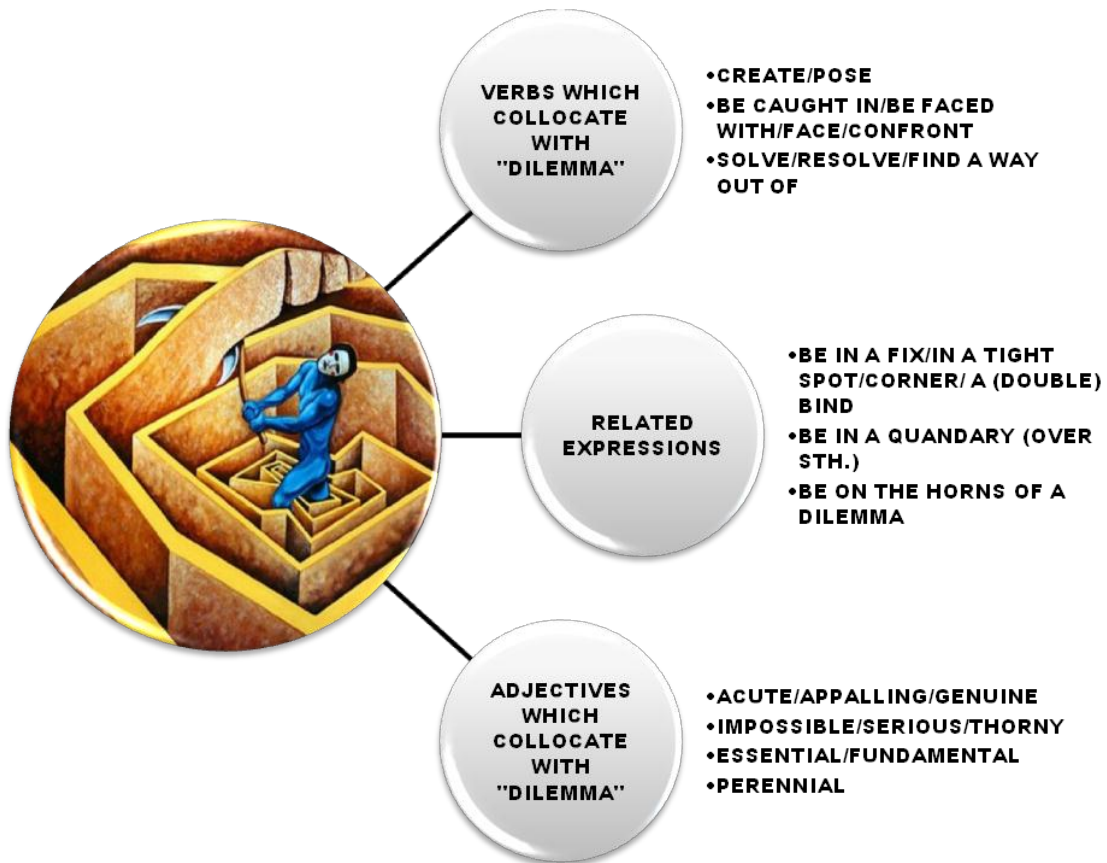 VERBS WHICH
COLLOCATE
WITH
"DILEMMA"
•CREATE/POSE
•BE CAUGHT IN/BE FACED
WITH/FACE/CONFRONT
•SOLVE/RESOLVE/FIND A WAY
OUT OF
RELATED
EXPRESSIONS
•BE IN A FIX/IN A TIGHT
SPOT/CORNER/ A (DOUBLE)
BIND
•BE IN A QUANDARY (OVER
STH.)
•BE ON THE HORNS OF A
DILEMMA
ADJECTIVES
WHICH
COLLOCATE
WITH
"DILEMMA"
•ACUTE/APPALLING/GENUINE
•IMPOSSIBLE/SERIOUS/THORNY
•ESSENTIAL/FUNDAMENTAL
•PERENNIAL